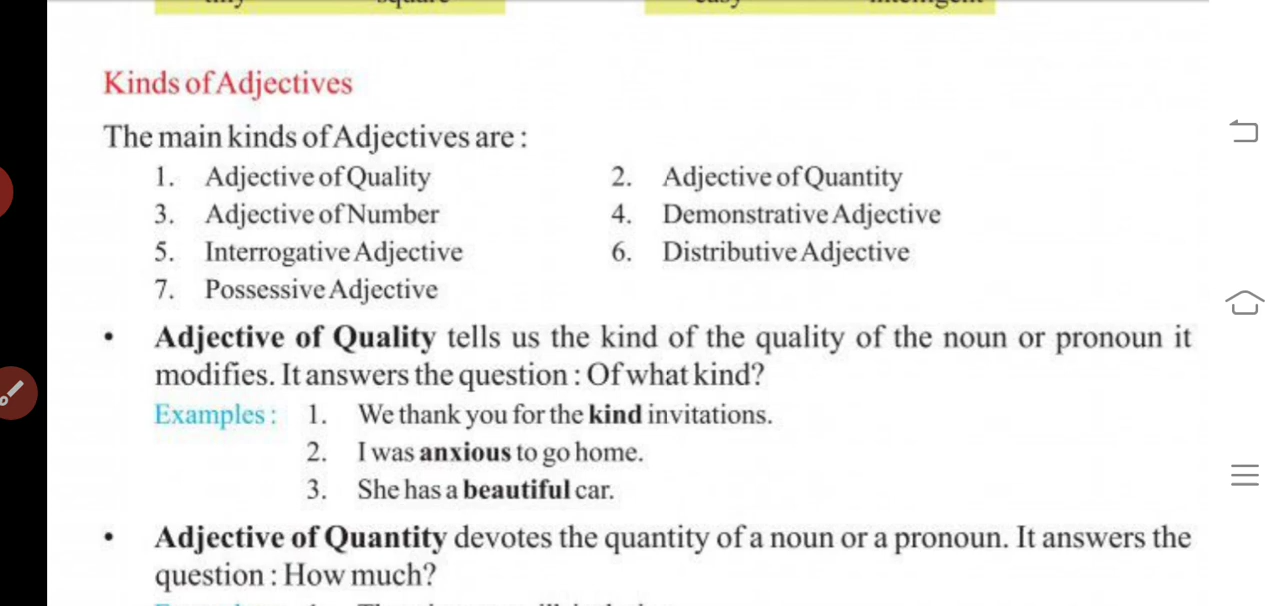 Kinds of Adjectives
The main kinds of Adjectives are :
1. Adjective of Quality 2. Adjective of Quantity
3. Adjective of Number 4. Demonstrative Adjective
5. Interrogative Adjective 6. Distributive Adjective
7. Possessive Adjective
• Adjective of Quality tells us the kind of the quality of the noun or pronoun it
modifies. It answers the question : Of what kind?
Examples : 1. We thank you for the kind invitations.
2. I was anxious to go home.
3. She has a beautiful car.
• Adjective of Quantity devotes the quantity of a noun or a pronoun. It answers the
question : How much?